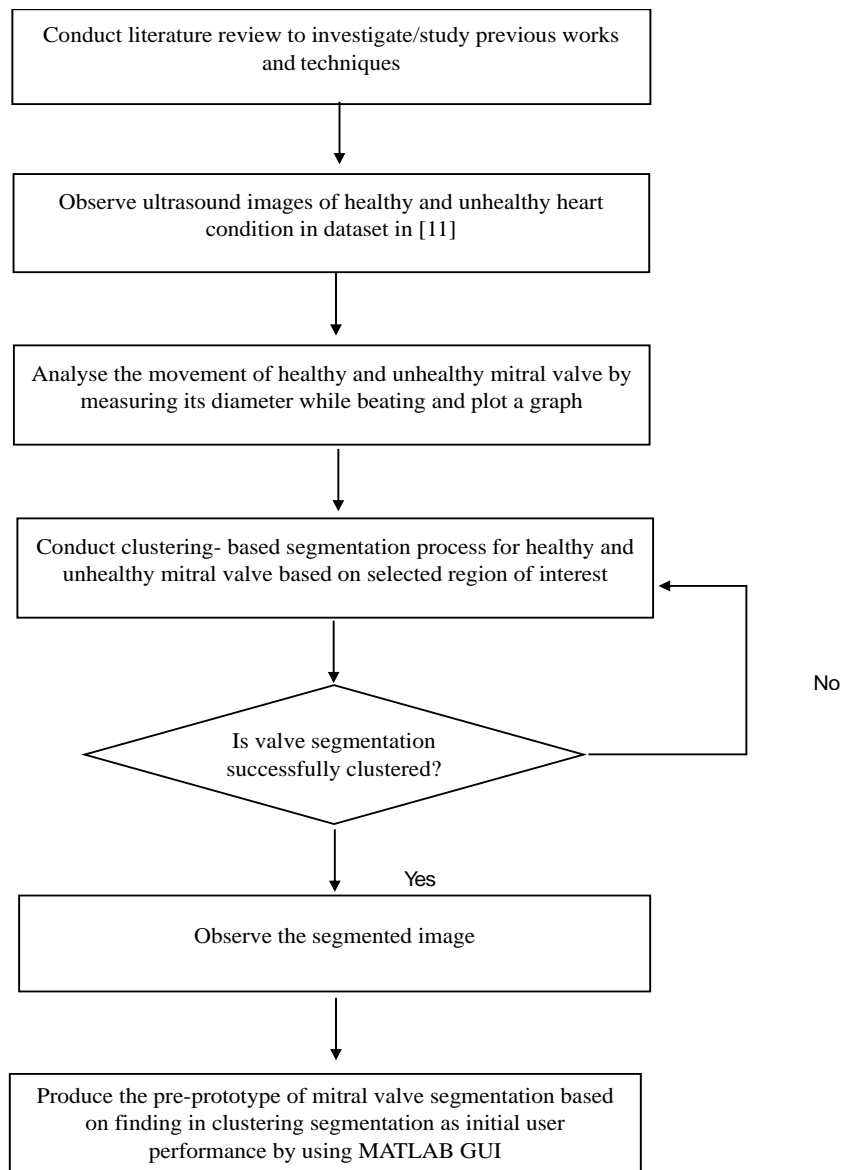 Conduct literature review to investigate/study previous works
and techniques
Observe ultrasound images of healthy and unhealthy heart
condition in dataset in [11]
Analyse the movement of healthy and unhealthy mitral valve by
measuring its diameter while beating and plot a graph
Conduct clustering- based segmentation process for healthy and
unhealthy mitral valve based on selected region of interest
No
Is valve segmentation
successfully clustered?
Yes
Observe the segmented image
Produce the pre-prototype of mitral valve segmentation based
on finding in clustering segmentation as initial user
performance by using MATLAB GUI